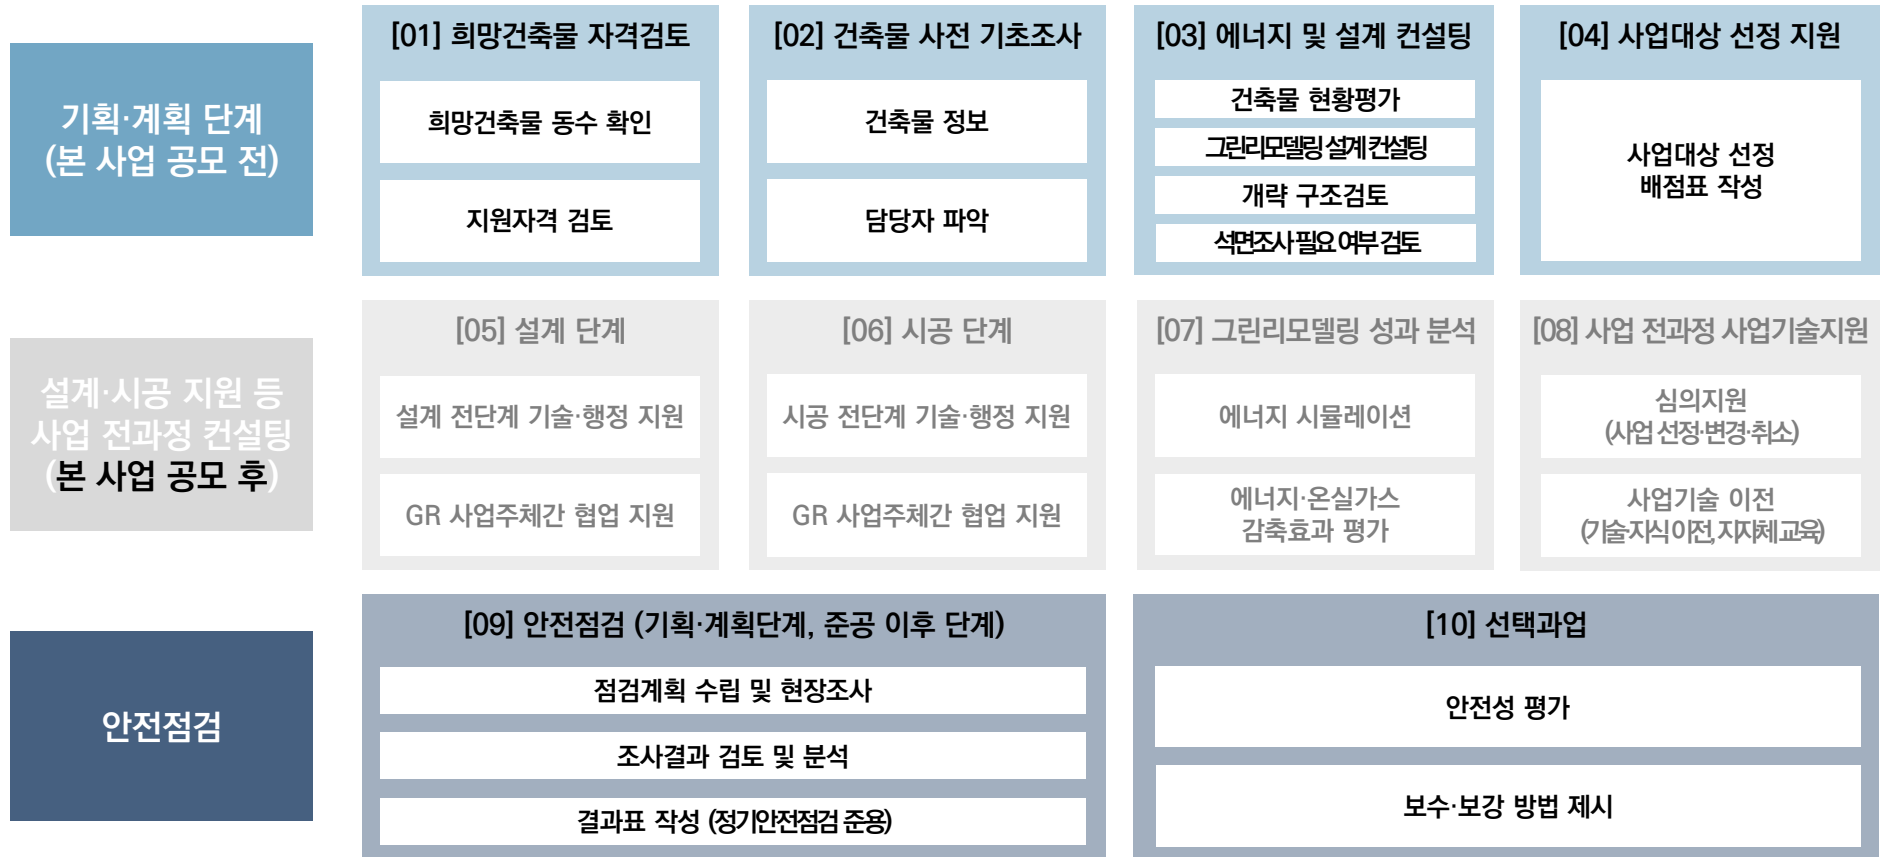 기획·계획 단계
(본 사업 공모 전)
[01] 희망건축물 자격검토
희망건축물 동수 확인
지원자격 검토
[02] 건축물 사전 기초조사
건축물 정보
담당자 파악
[03] 에너지 및 설계 컨설팅
건축물 현황평가
그린리모델링 설계 컨설팅
개략 구조검토
석면조사 필요 여부 검토
[04] 사업대상 선정 지원
사업대상 선정
배점표 작성
설계·시공 지원 등
사업 전과정 컨설팅
(본 사업 공모 후)
[05] 설계 단계
설계 전단계 기술·행정 지원
GR 사업주체간 협업 지원
[06] 시공 단계
시공 전단계 기술·행정 지원
GR 사업주체간 협업 지원
[07] 그린리모델링 성과 분석
에너지 시뮬레이션
에너지·온실가스
감축효과 평가
[08] 사업 전과정 사업기술지원
심의지원
(사업 선정·변경·취소)
사업기술 이전
(기술·지식 이전, 지자체 교육)
안전점검
[09] 안전점검 (기획·계획단계, 준공 이후 단계)
점검계획 수립 및 현장조사
조사결과 검토 및 분석
결과표 작성 (정기안전점검 준용)
[10] 선택과업
안전성 평가
보수·보강 방법 제시